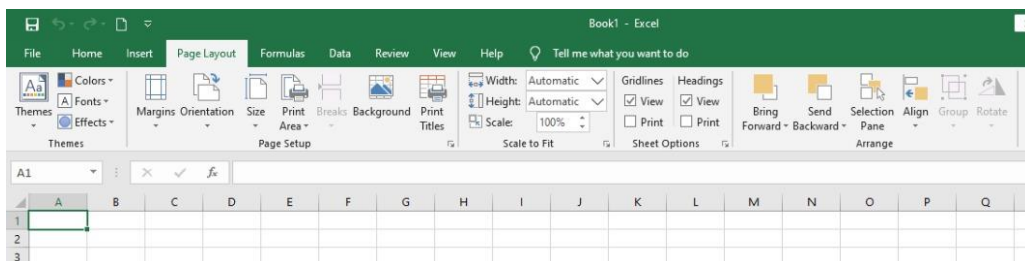 Book1 - Excel
File Home Insert Page Layout Formulas Data Review View Help Tell me what you want to do
Themes
Colors
Fonts
Effects
Themes
Margins Orientation Size Print Area Breaks Background Print Titles
Page Setup
Width: Automatic
Height: Automatic
Scale: 100%
Scale to Fit
Gridlines Headings
View View
Print Print
Sheet Options
Bring Forward Send Backward Selection Pane Align Group Rotate
Arrange
A1 fx
A B C D E F G H I J K L M N O P Q
1
2
3